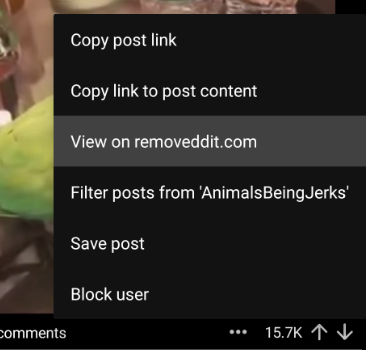 Copy post link
Copy link to post content
View on removeddit.com
Filter posts from 'AnimalsBeingJerks'
Save post
Block user
comments
15.7K